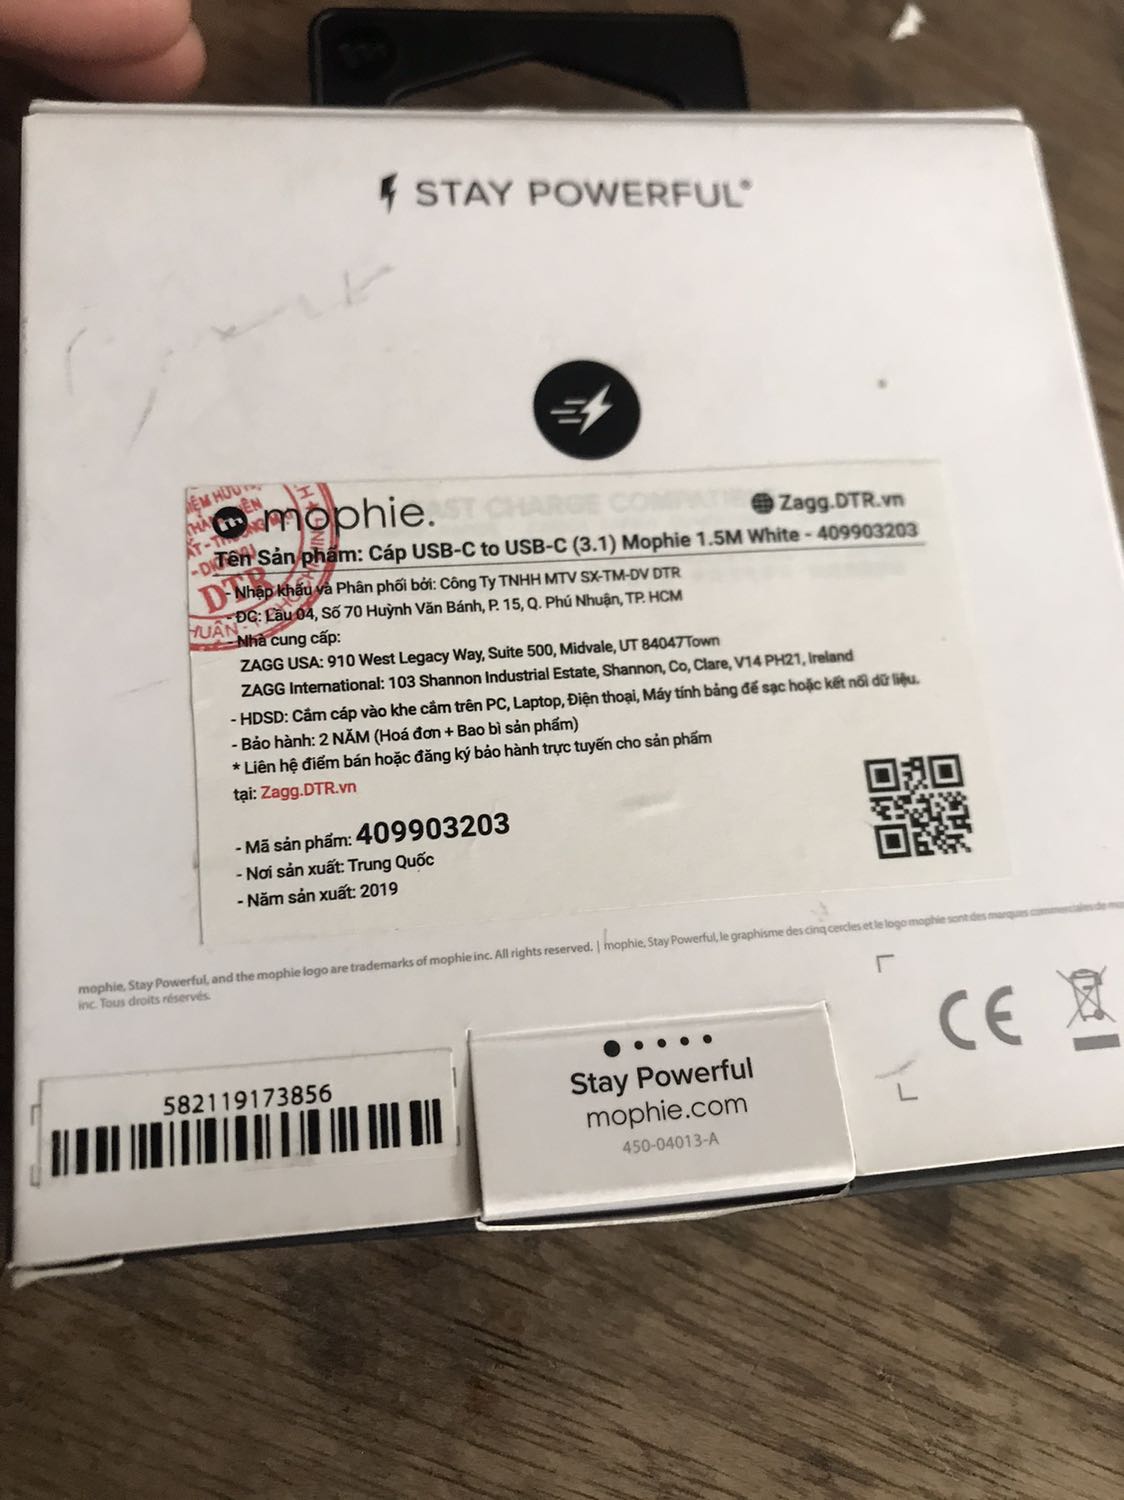 STAY POWERFUL®
mophie.
Zagg.DTR.vn
Tên Sản phẩm: Cáp USB-C to USB-C (3.1) Mophie 1.5M White - 409903203
- Nhập khẩu và Phân phối bởi: Công Ty TNHH MTV SX-TM-DV DTR
- ĐC: Lầu 04, Số 70 Huỳnh Văn Bánh, P. 15, Q. Phú Nhuận, TP. HCM
- Nhà cung cấp:
ZAGG USA: 910 West Legacy Way, Suite 500, Midvale, UT 84047Town
ZAGG International: 103 Shannon Industrial Estate, Shannon, Co, Clare, V14 PH21, Ireland
- HDSD: Cắm cáp vào khe cắm trên PC, Laptop, Điện thoại, Máy tính bảng để sạc hoặc kết nối dữ liệu.
- Bảo hành: 2 NĂM (Hoá đơn + Bao bì sản phẩm)
* Liên hệ điểm bán hoặc đăng ký bảo hành trực tuyến cho sản phẩm
tại: Zagg.DTR.vn
- Mã sản phẩm: 409903203
- Nơi sản xuất: Trung Quốc
- Năm sản xuất: 2019
DTR
mophie, Stay Powerful, and the mophie logo are trademarks of mophie inc. All rights reserved. | mophie, Stay Powerful, le graphisme des cinq cercles et le logo mophie sont des marques commerciales de
inc. Tous droits réservés.
CE
582119173856
Stay Powerful
mophie.com
450-04013-A